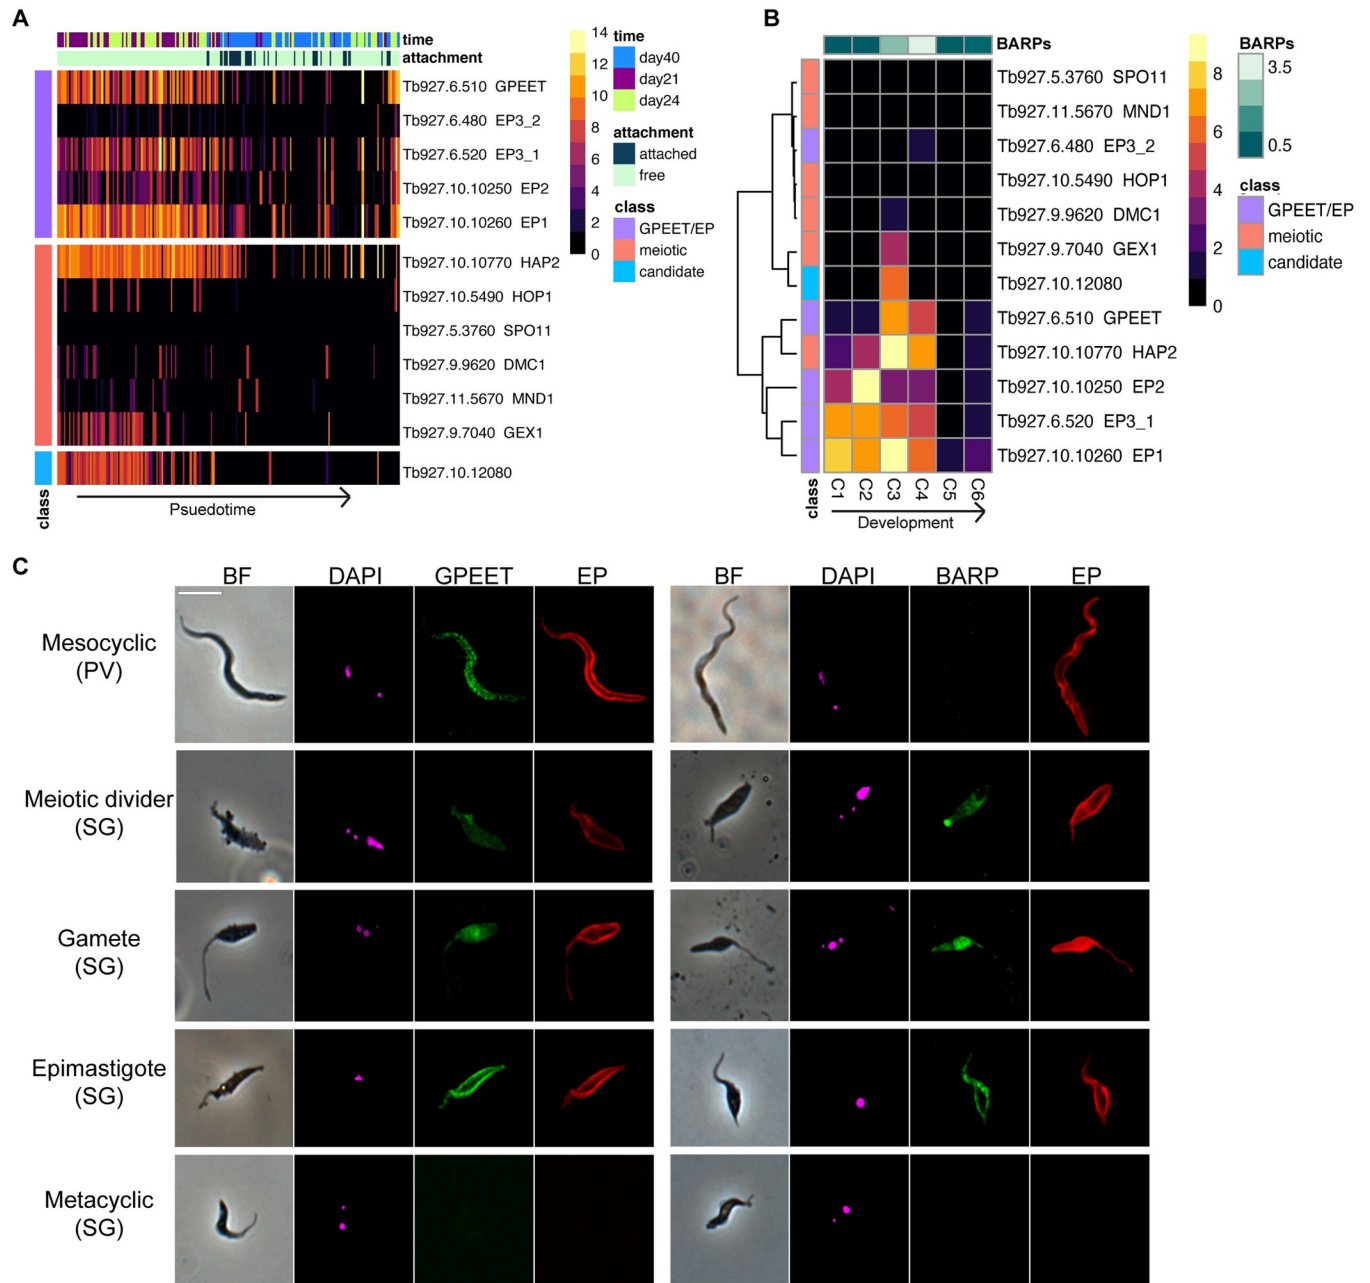 A
time
attachment
Tb927.6.510 GPEET
Tb927.6.480 EP3_2
Tb927.6.520 EP3_1
Tb927.10.10250 EP2
Tb927.10.10260 EP1
Tb927.10.10770 HAP2
Tb927.10.5490 HOP1
Tb927.5.3760 SPO11
Tb927.9.9620 DMC1
Tb927.11.5670 MND1
Tb927.9.7040 GEX1
Tb927.10.12080
class
Psuedotime
14
12
10
8
6
4
2
0
time
day40
day21
day24
attachment
attached
free
class
GPEET/EP
meiotic
candidate
B
BARPs
Tb927.5.3760 SPO11
Tb927.11.5670 MND1
Tb927.6.480 EP3_2
Tb927.10.5490 HOP1
Tb927.9.9620 DMC1
Tb927.9.7040 GEX1
Tb927.10.12080
Tb927.6.510 GPEET
Tb927.10.10770 HAP2
Tb927.10.10250 EP2
Tb927.6.520 EP3_1
Tb927.10.10260 EP1
class
C1
C2
C3
C4
C5
C6
Development
8
6
4
2
0
BARPs
3.5
0.5
class
GPEET/EP
meiotic
candidate
C
BF DAPI GPEET EP BF DAPI BARP EP
Mesocyclic
(PV)
Meiotic divider
(SG)
Gamete
(SG)
Epimastigote
(SG)
Metacyclic
(SG)